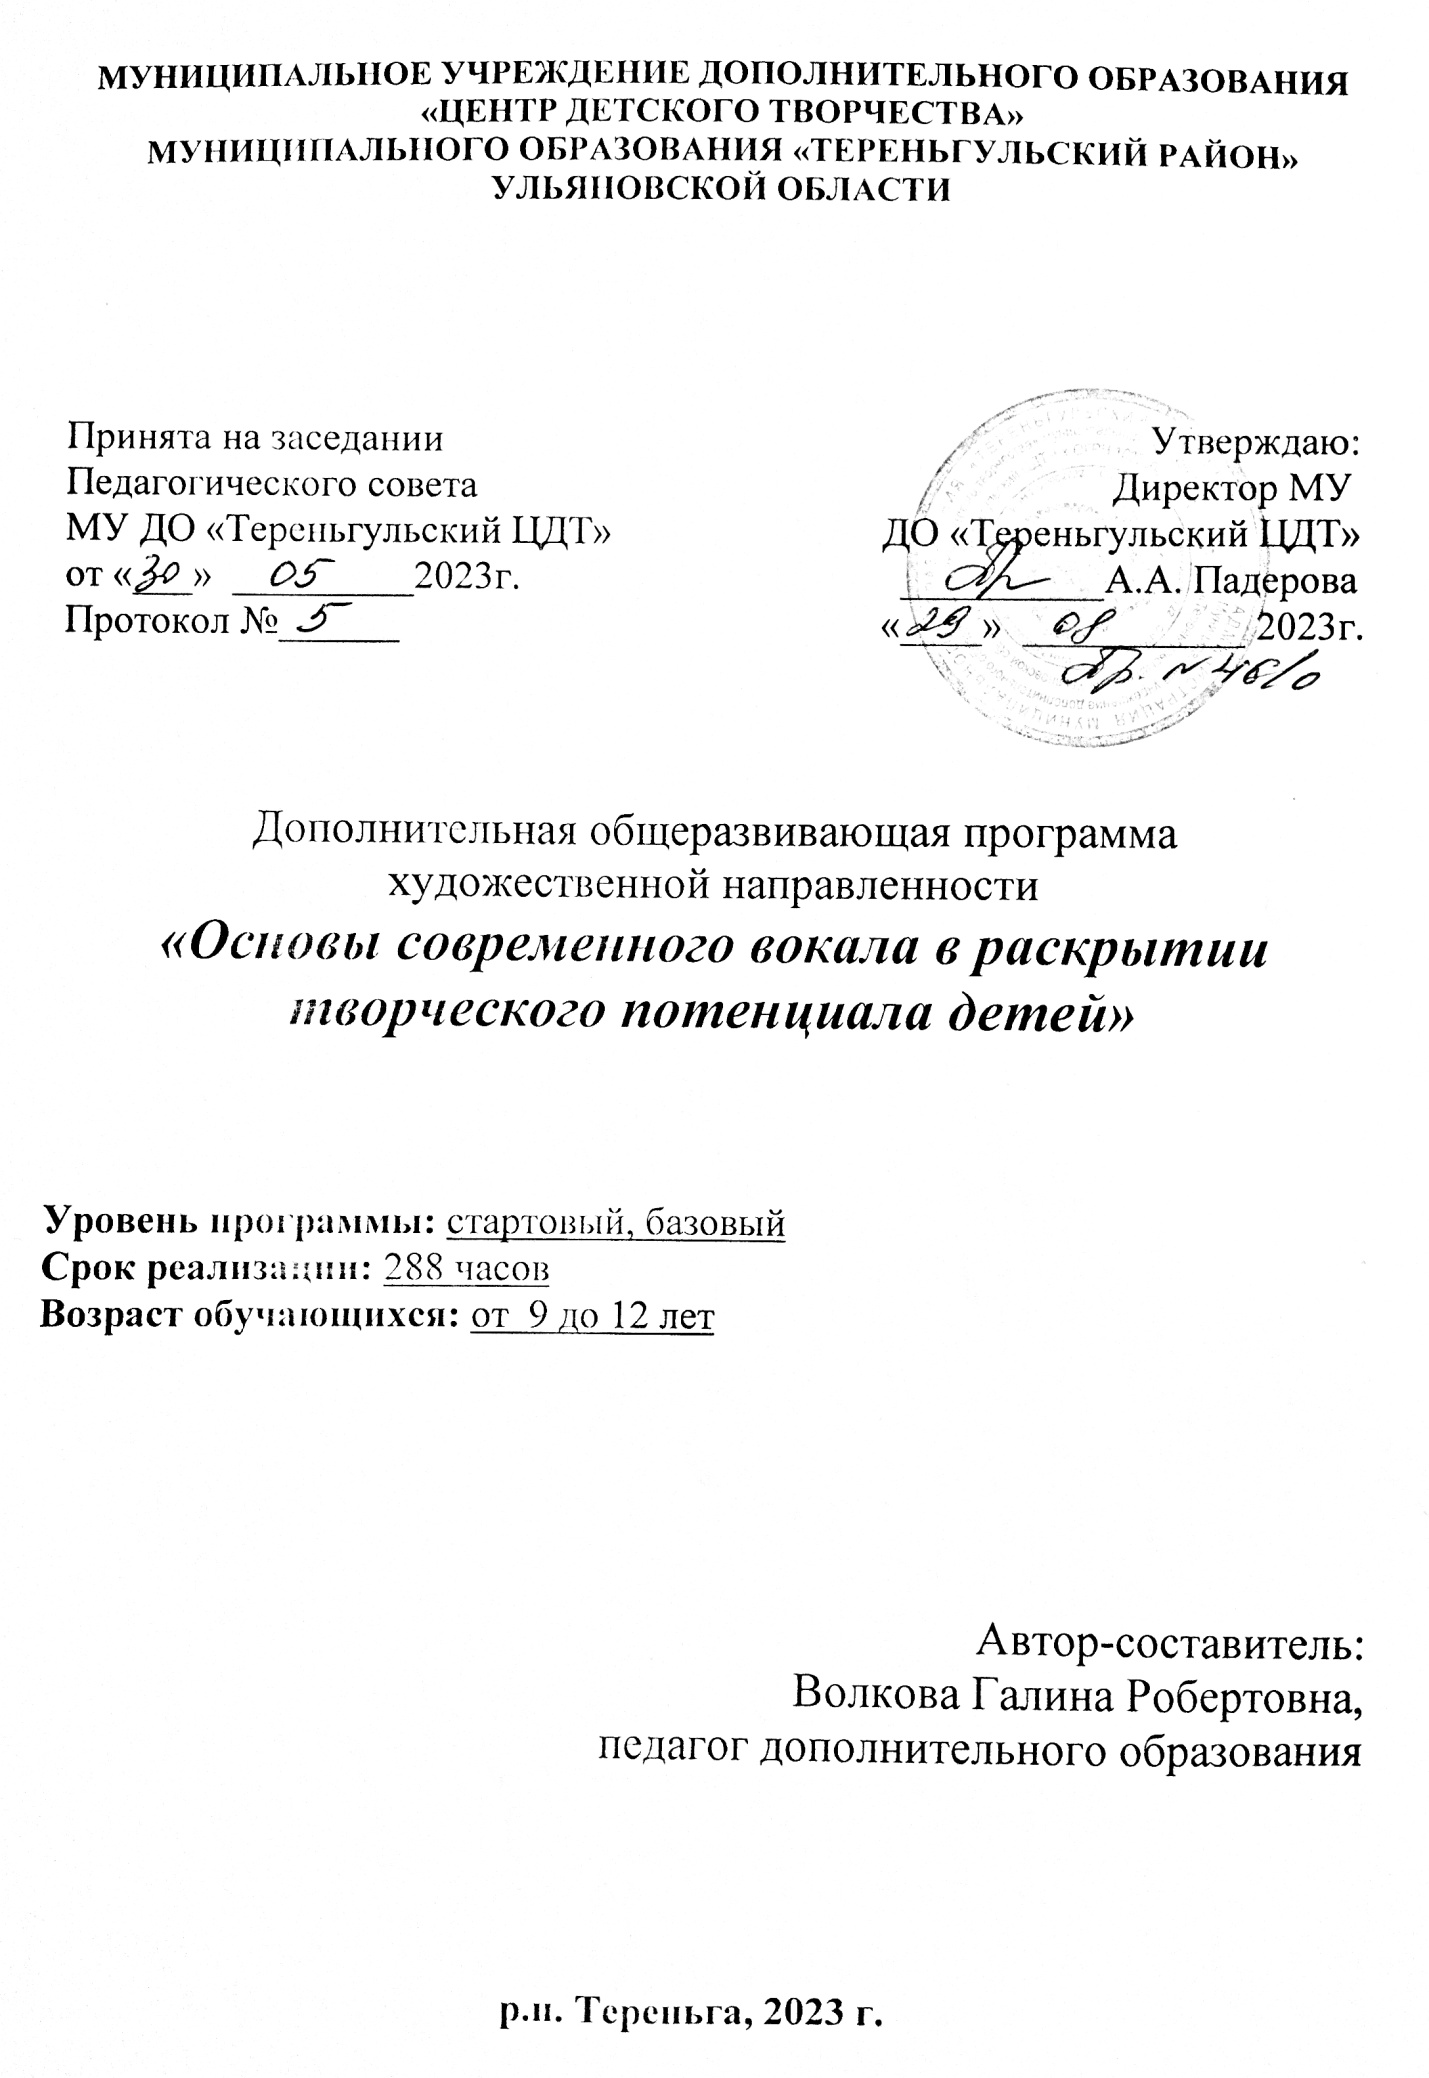 МУНИЦИПАЛЬНОЕ УЧРЕЖДЕНИЕ ДОПОЛНИТЕЛЬНОГО ОБРАЗОВАНИЯ
«ЦЕНТР ДЕТСКОГО ТВОРЧЕСТВА»
МУНИЦИПАЛЬНОГО ОБРАЗОВАНИЯ «ТЕРЕНЬГУЛЬСКИЙ РАЙОН»
УЛЬЯНОВСКОЙ ОБЛАСТИ
Принята на заседании
Педагогического совета
МУ ДО «Тереньгульский ЦДТ»
от «30» 05 2023г.
Протокол № 5
Утверждаю:
Директор МУ
ДО «Тереньгульский ЦДТ»
А.А. Падерова
«29» 08 2023г.
Пр. N 46/0
Дополнительная общеразвивающая программа
художественной направленности
«Основы современного вокала в раскрытии
творческого потенциала детей»
Уровень программы: стартовый, базовый
Срок реализации: 288 часов
Возраст обучающихся: от 9 до 12 лет
Автор-составитель:
Волкова Галина Робертовна,
педагог дополнительного образования
р.п. Тереньга, 2023 г.